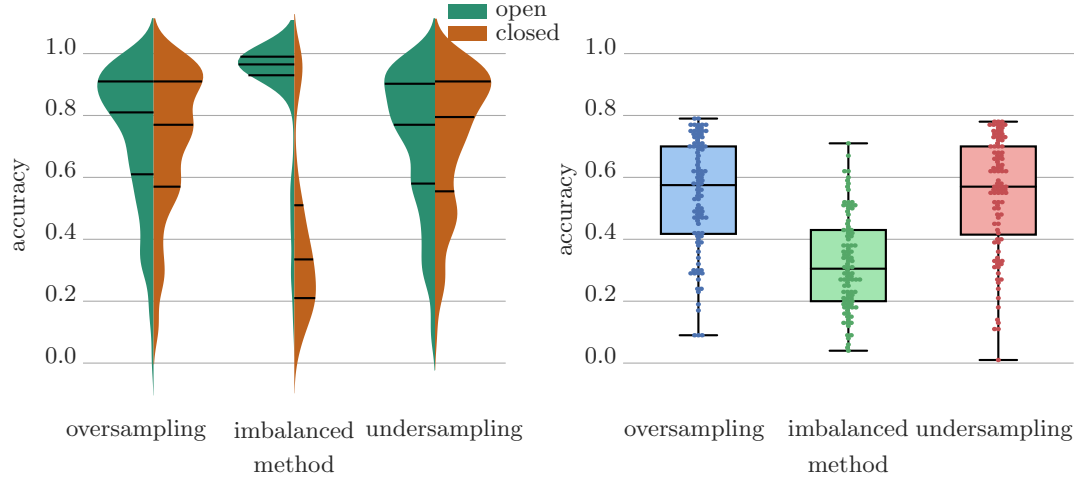 open
closed
1.0
0.8
0.6
0.4
0.2
0.0
accuracy
oversampling
imbalanced
undersampling
method
1.0
0.8
0.6
0.4
0.2
0.0
accuracy
oversampling
imbalanced
undersampling
method